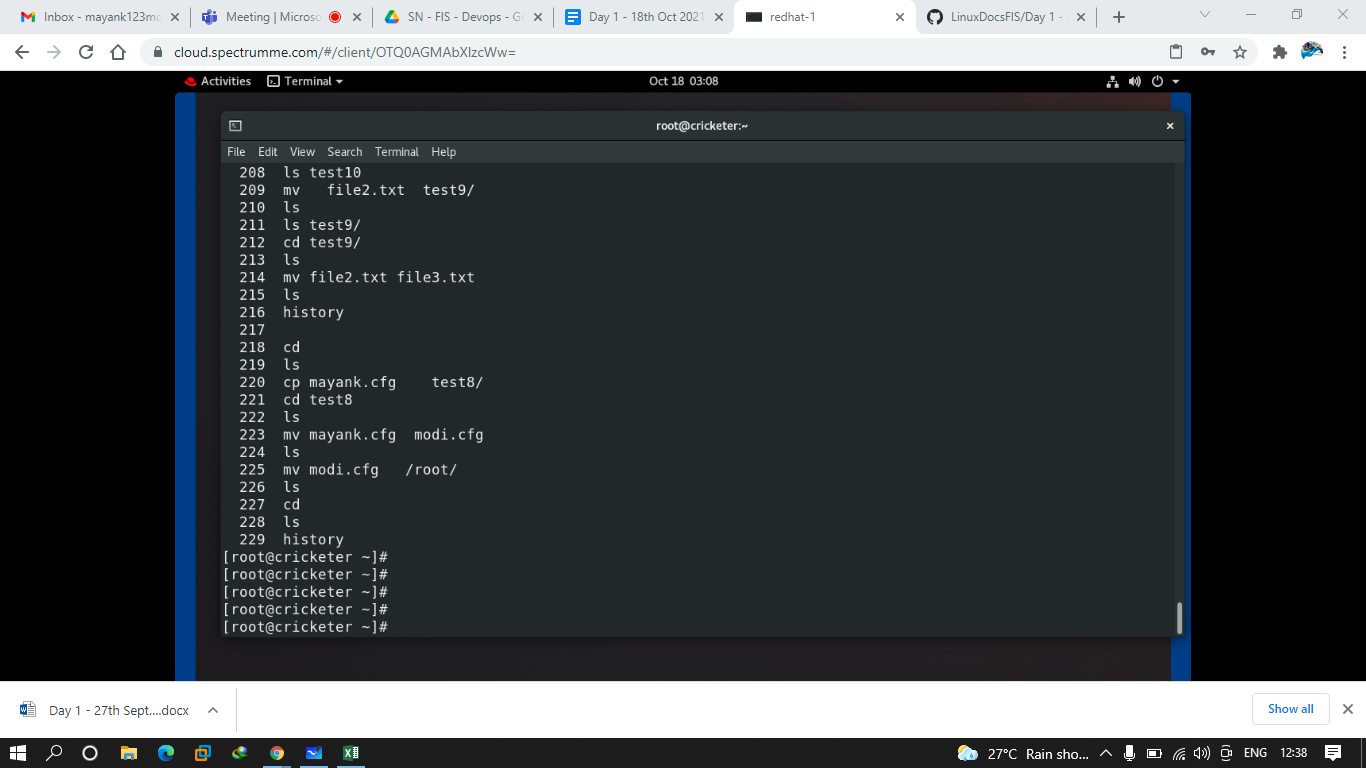 Inbox - mayank123mo
Meeting | Microso
SN - FIS - Devops - Go
Day 1 - 18th Oct 2021
redhat-1
LinuxDocsFIS/Day 1 -
cloud.spectrumme.com/#/client/OTQ0AGMAbXlzcWw=
Activities
Terminal
Oct 18 03:08
root@cricketer:~
File Edit View Search Terminal Help
208 ls test10
209 mv file2.txt test9/
210 ls
211 ls test9/
212 cd test9/
213 ls
214 mv file2.txt file3.txt
215 ls
216 history
217
218 cd
219 ls
220 cp mayank.cfg test8/
221 cd test8
222 ls
223 mv mayank.cfg modi.cfg
224 ls
225 mv modi.cfg /root/
226 ls
227 cd
228 ls
229 history
[root@cricketer ~]#
[root@cricketer ~]#
[root@cricketer ~]#
[root@cricketer ~]#
[root@cricketer ~]#
Day 1 - 27th Sept....docx
Show all
27°C Rain sho...
ENG
12:38